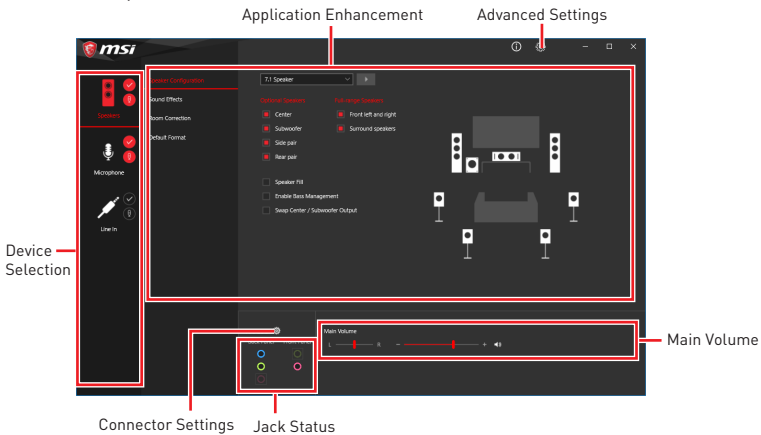 Application Enhancement
Advanced Settings
msi
Speaker Configuration
7.1 Speaker
Speakers
Sound Effects
Optional Speakers
Full-range Speakers
Center
Front left and right
Room Correction
Subwoofer
Surround speakers
Default Format
Side pair
Rear pair
Microphone
Speaker Fill
Enable Bass Management
Swap Center / Subwoofer Output
Line In
Device
Selection
Main Volume
L
R
Main Volume
Connector Settings
Jack Status